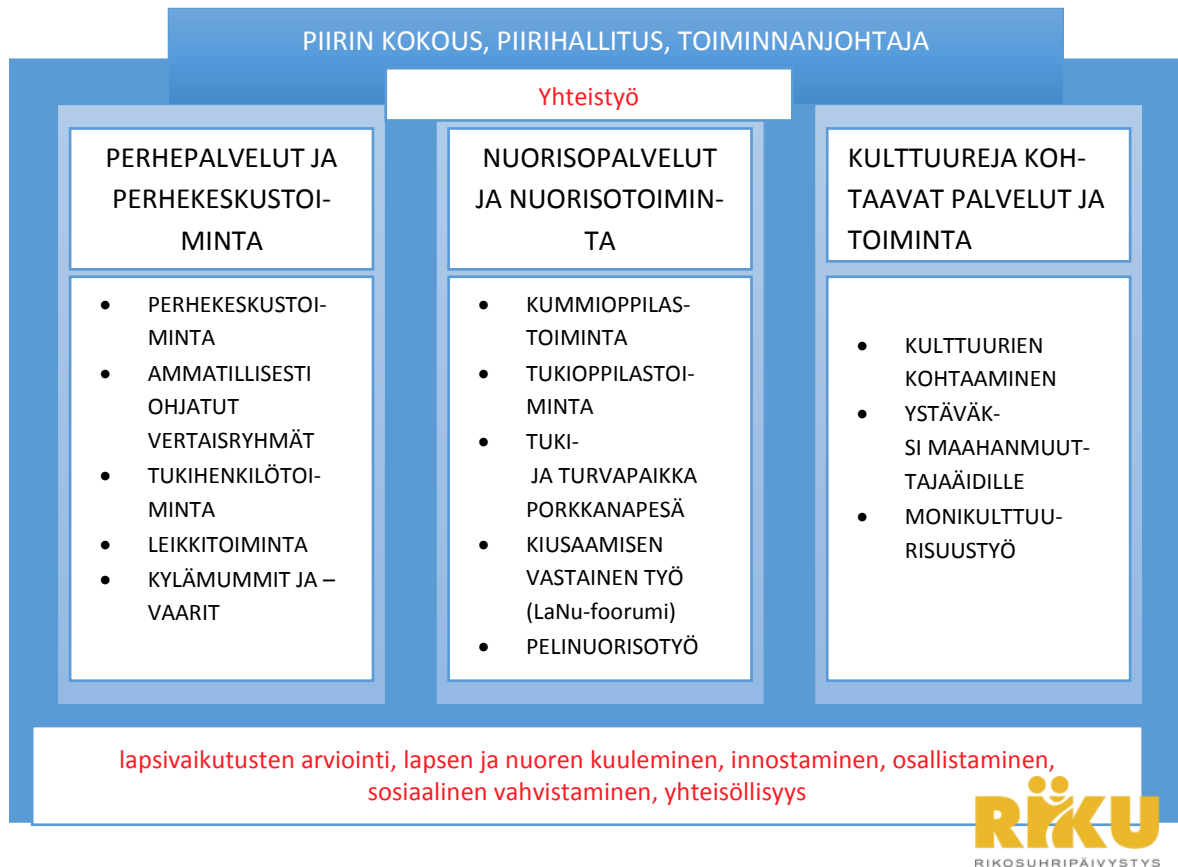 PIIRIN KOKOUS, PIIRIHALLITUS, TOIMINNANJOHTAJA
Yhteistyö
PERHEPALVELUT JA
PERHEKESKUSTOI-
MINTA
• PERHEKESKUSTOI-
MINTA
• AMMATILLISESTI
OHJATUT
VERTAISRYHMÄT
• TUKIHENKILÖTOI-
MINTA
• LEIKKITOIMINTA
• KYLÄMUMMIT JA –
VAARIT
NUORISOPALVELUT
JA NUORISOTOIMIN-
TA
• KUMMIOPPILAS-
TOIMINTA
• TUKIOPPILASTOI-
MINTA
• TUKI-
JA TURVAPAIKKA
PORKKANAPESÄ
• KIUSAAMISEN
VASTAINEN TYÖ
(LaNu-foorumi)
• PELINUORISOTYÖ
KULTTUUREJA KOH-
TAAVAT PALVELUT JA
TOIMINTA
• KULTTUURIEN
KOHTAAMINEN
• YSTÄVÄK-
SI MAAHANMUUT-
TAJAÄIDILLE
• MONIKULTTUU-
RISUUSTYÖ
lapsivaikutusten arviointi, lapsen ja nuoren kuuleminen, innostaminen, osallistaminen,
sosiaalinen vahvistaminen, yhteisöllisyys
RIKU
RIKOSUHRIPÄIVYSTYS